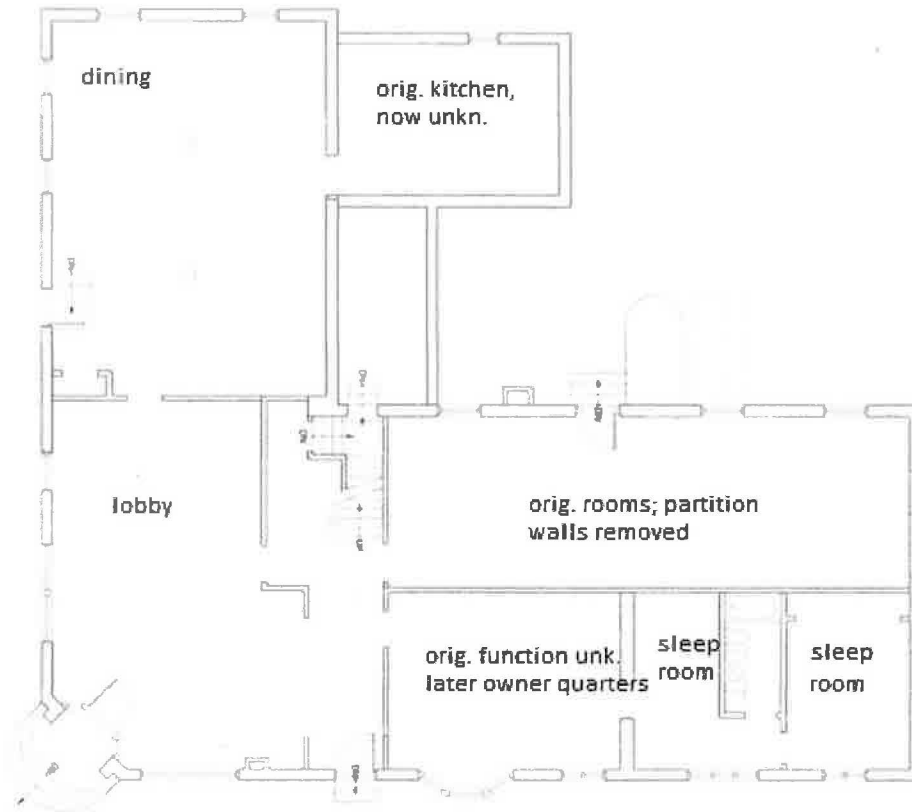 dining
orig. kitchen,
now unkn.
lobby
orig. rooms; partition
walls removed
orig. function unk.
later owner quarters
sleep
room
sleep
room